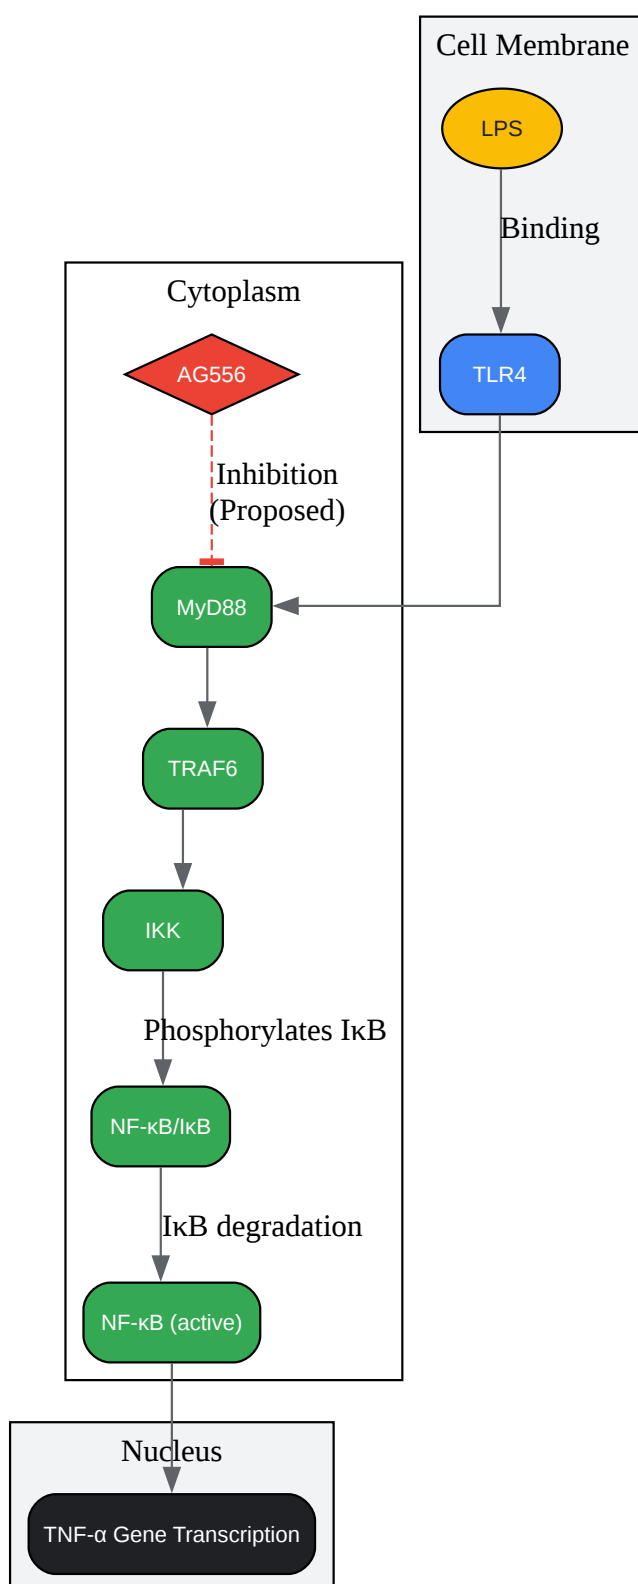 Cell Membrane
LPS
Binding
TLR4
Cytoplasm
AG556
Inhibition
(Proposed)
MyD88
TRAF6
IKK
Phosphorylates IκB
NF-κB/IκB
IκB degradation
NF-κB (active)
Nucleus
TNF-α Gene Transcription